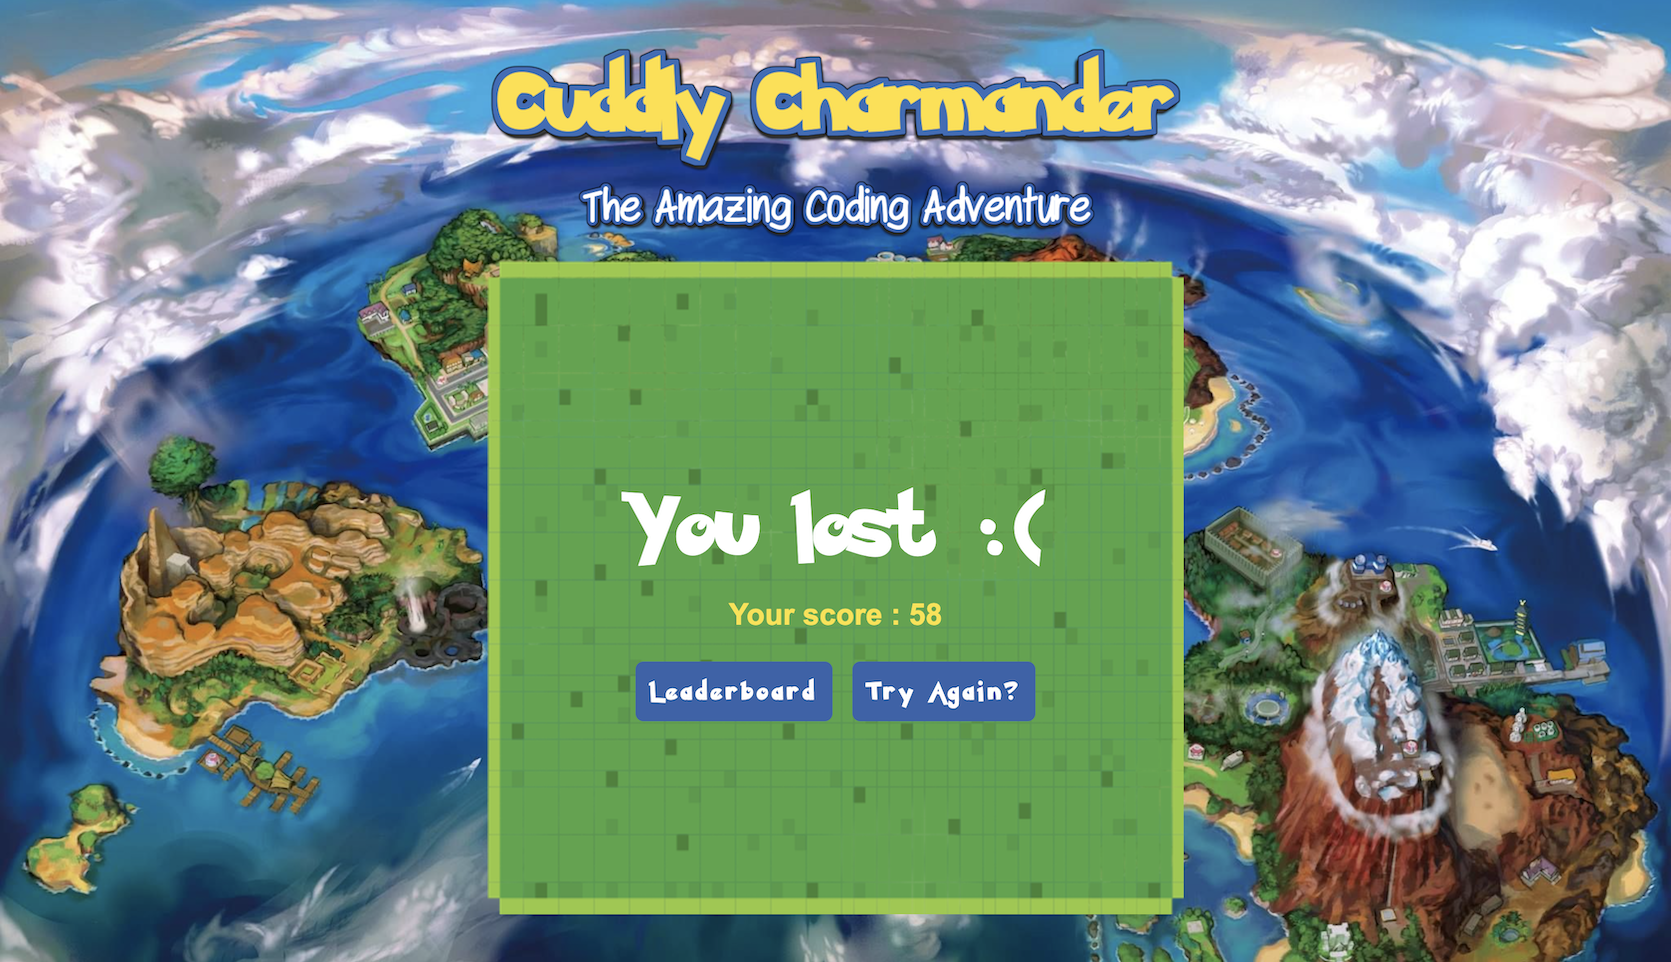 Cuddly Charmander
The Amazing Coding Adventure
You lost :(
Your score : 58
Leaderboard
Try Again?